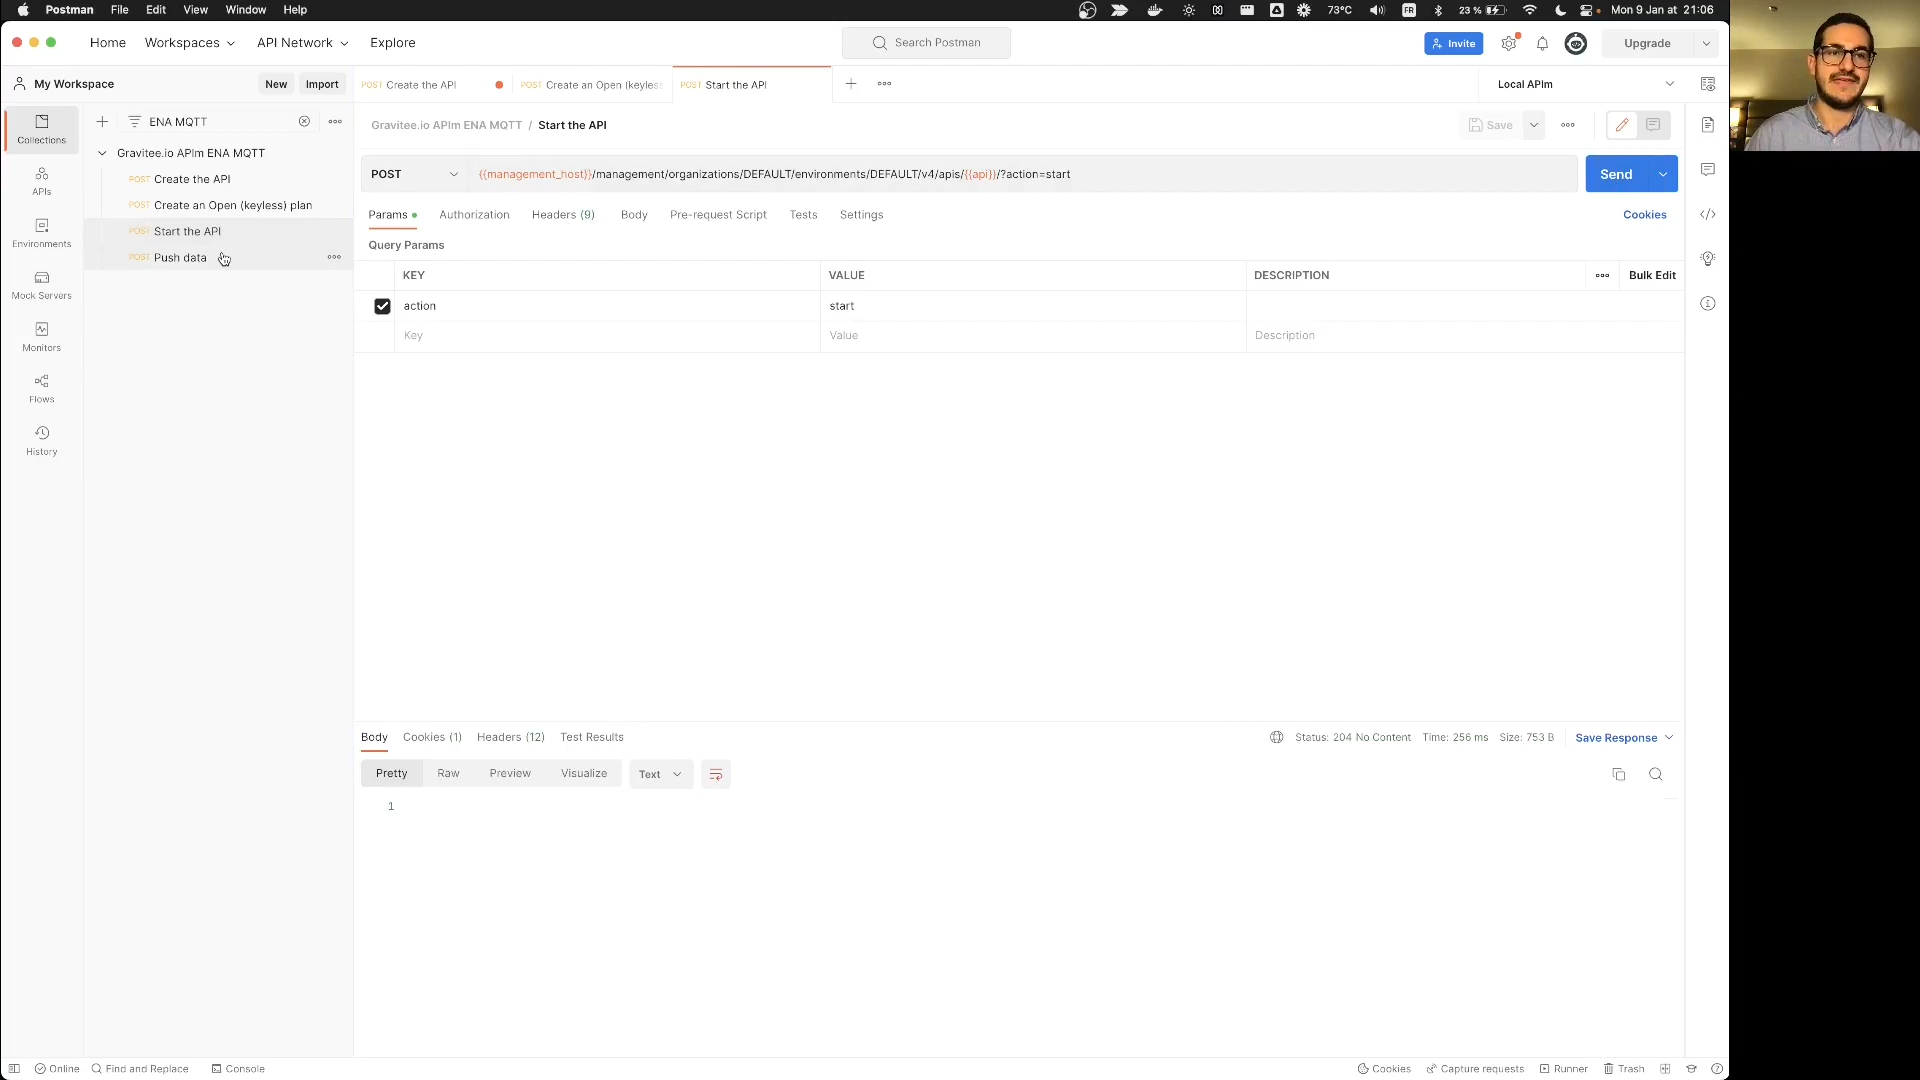 Postman File Edit View Window Help
73°C FR 23 % Mon 9 Jan at 21:06
Home Workspaces API Network Explore
Search Postman
Invite Upgrade
My Workspace New Import
POST Create the API POST Create an Open (keyless POST Start the API
Local APIm
Collections
APIs
Environments
Mock Servers
Monitors
Flows
History
ENA MQTT
Gravitee.io APIm ENA MQTT
POST Create the API
POST Create an Open (keyless) plan
POST Start the API
POST Push data
Gravitee.io APIm ENA MQTT / Start the API
Save
POST {{management_host}}/management/organizations/DEFAULT/environments/DEFAULT/v4/apis/{{api}}/?action=start
Send
Params Authorization Headers (9) Body Pre-request Script Tests Settings Cookies
Query Params
KEY VALUE DESCRIPTION Bulk Edit
action start
Key Value Description
Body Cookies (1) Headers (12) Test Results
Status: 204 No Content Time: 256 ms Size: 753 B Save Response
Pretty Raw Preview Visualize Text
1
Online Find and Replace Console
Cookies Capture requests Runner Trash